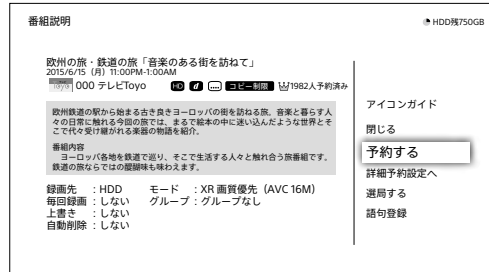 番組説明
HDD残750GB
欧州の旅・鉄道の旅「音楽のある街を訪ねて」
2015/6/15（月）11:00PM-1:00AM
Toyo 000 テレビToyo HD d ... コピー制限 1982人予約済み
欧州鉄道の駅から始まる古き良きヨーロッパの街を訪ねる旅。音楽と暮らす人
々の日常に触れる今回の旅では、まるで絵本の中に迷い込んだような世界とそ
こで代々受け継がれる楽器の物語を紹介。
番組内容
ヨーロッパ各地を鉄道で巡り、そこで生活する人々と触れ合う旅番組です。
鉄道の旅ならではの醍醐味も味わえます。
録画先 ：HDD モード ：XR 画質優先（AVC 16M）
毎回録画：しない グループ：グループなし
上書き ：しない
自動削除：しない
アイコンガイド
閉じる
予約する
詳細予約設定へ
選局する
語句登録